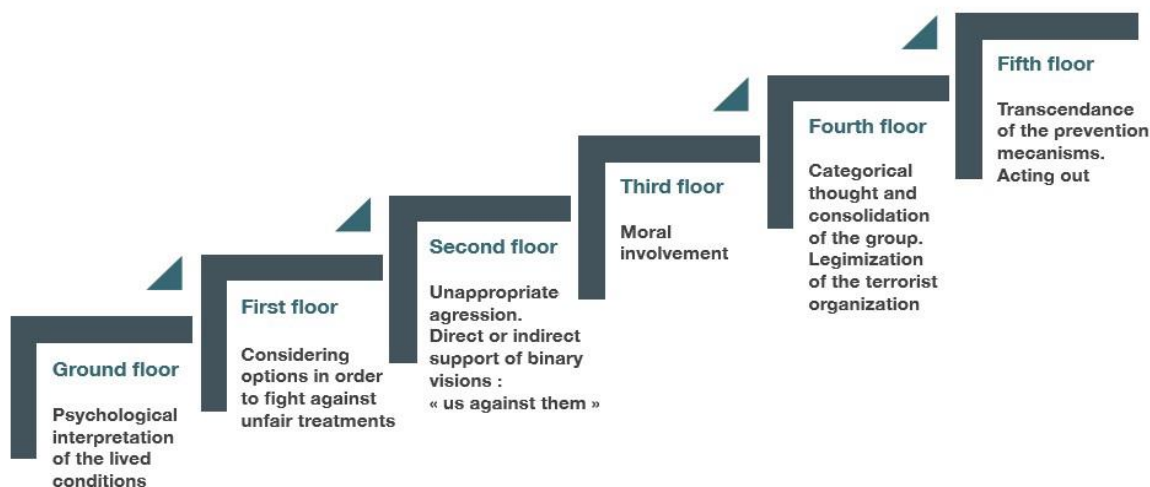 Ground floor
Psychological
interpretation
of the lived
conditions
First floor
Considering
options in order
to fight against
unfair treatments
Second floor
Unappropriate
agression.
Direct or indirect
support of binary
visions :
« us against them »
Third floor
Moral
involvement
Fourth floor
Categorical
thought and
consolidation
of the group.
Legimization
of the terrorist
organization
Fifth floor
Transcendance
of the prevention
mecanisms.
Acting out